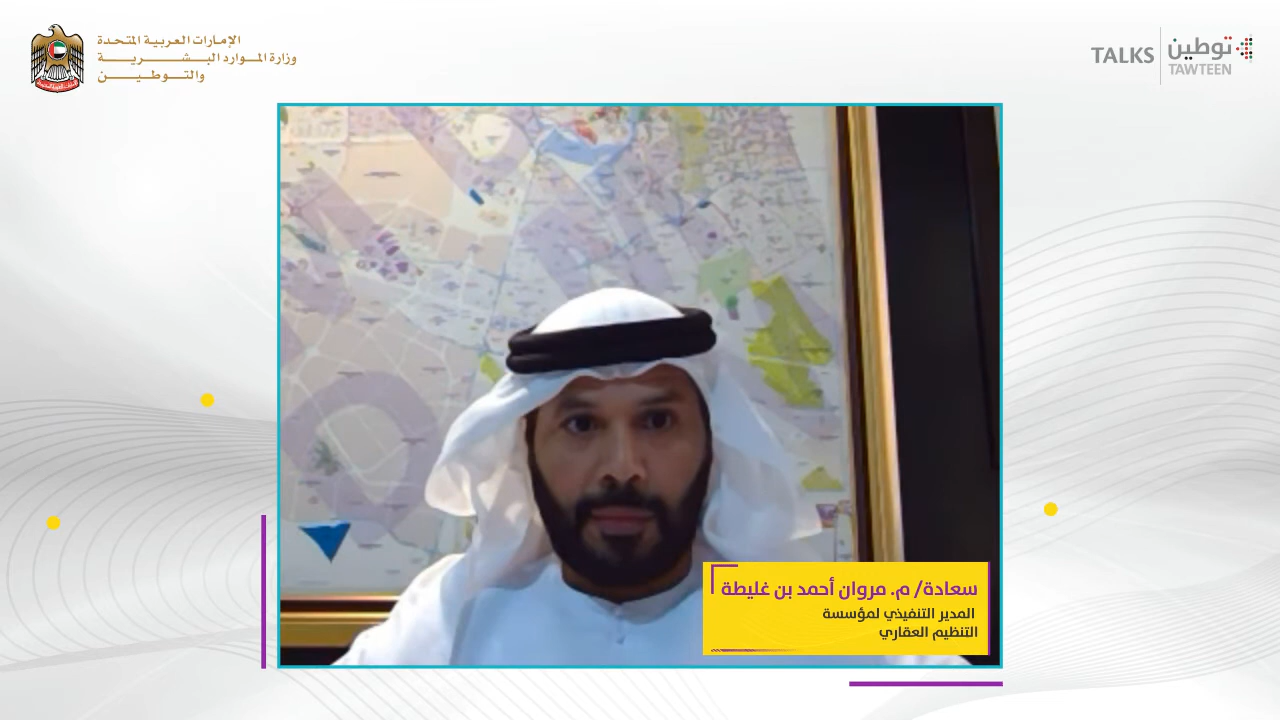 الإمارات العربية المتحدة
وزارة الموارد البشرية
والتوطين
توطين
TAWTEEN
TALKS
سعادة/ م. مروان أحمد بن غليطة
المدير التنفيذي لمؤسسة
التنظيم العقاري